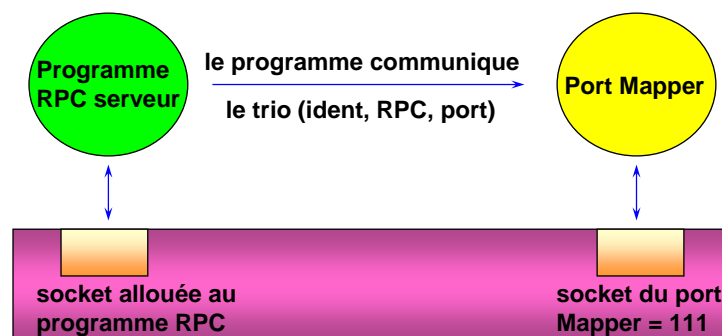 Programme
RPC serveur
le programme communique
le trio (ident, RPC, port)
Port Mapper
socket allouée au
programme RPC
socket du port
Mapper = 111